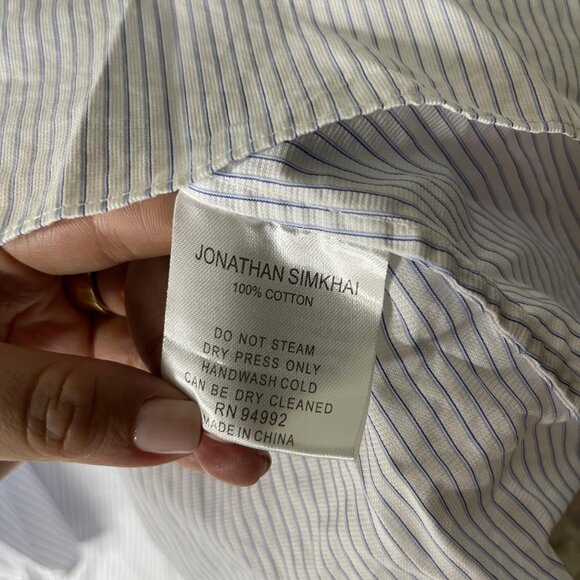 JONATHAN SIMKHAI
100% COTTON
DO NOT STEAM
DRY PRESS ONLY
HANDWASH COLD
CAN BE DRY CLEANED
RN 94992
MADE IN CHINA